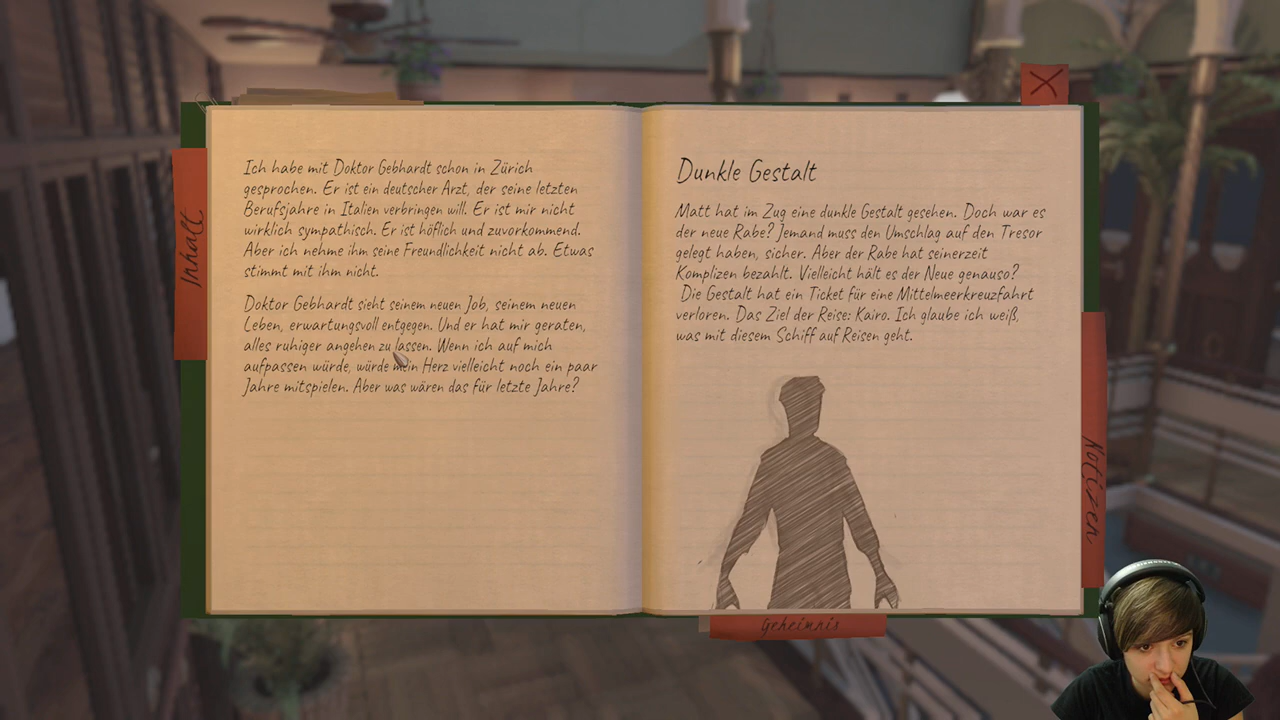 Ich habe mit Doktor Gebhardt schon in Zürich
gesprochen. Er ist ein deutscher Arzt, der seine letzten
Berufsjahre in Italien verbringen will. Er ist mir nicht
wirklich sympathisch. Er ist höflich und zuvorkommend.
Aber ich nehme ihm seine Freundlichkeit nicht ab. Etwas
stimmt mit ihm nicht.
Doktor Gebhardt sieht seinem neuen Job, seinem neuen
Leben, erwartungsvoll entgegen. Und er hat mir geraten,
alles ruhiger angehen zu lassen. Wenn ich auf mich
aufpassen würde, würde mein Herz vielleicht noch ein paar
Jahre mitspielen. Aber was wären das für letzte Jahre?
Dunkle Gestalt
Matt hat im Zug eine dunkle Gestalt gesehen. Doch war es
der neue Rabe? Jemand muss den Umschlag auf den Tresor
gelegt haben, sicher. Aber der Rabe hat seinerzeit
Komplizen bezahlt. Vielleicht hält es der Neue genauso?
Die Gestalt hat ein Ticket für eine Mittelmeerkreuzfahrt
verloren. Das Ziel der Reise: Kairo. Ich glaube ich weiß,
was mit diesem Schiff auf Reisen geht.
Inhalt
Notizen
Geheimnis